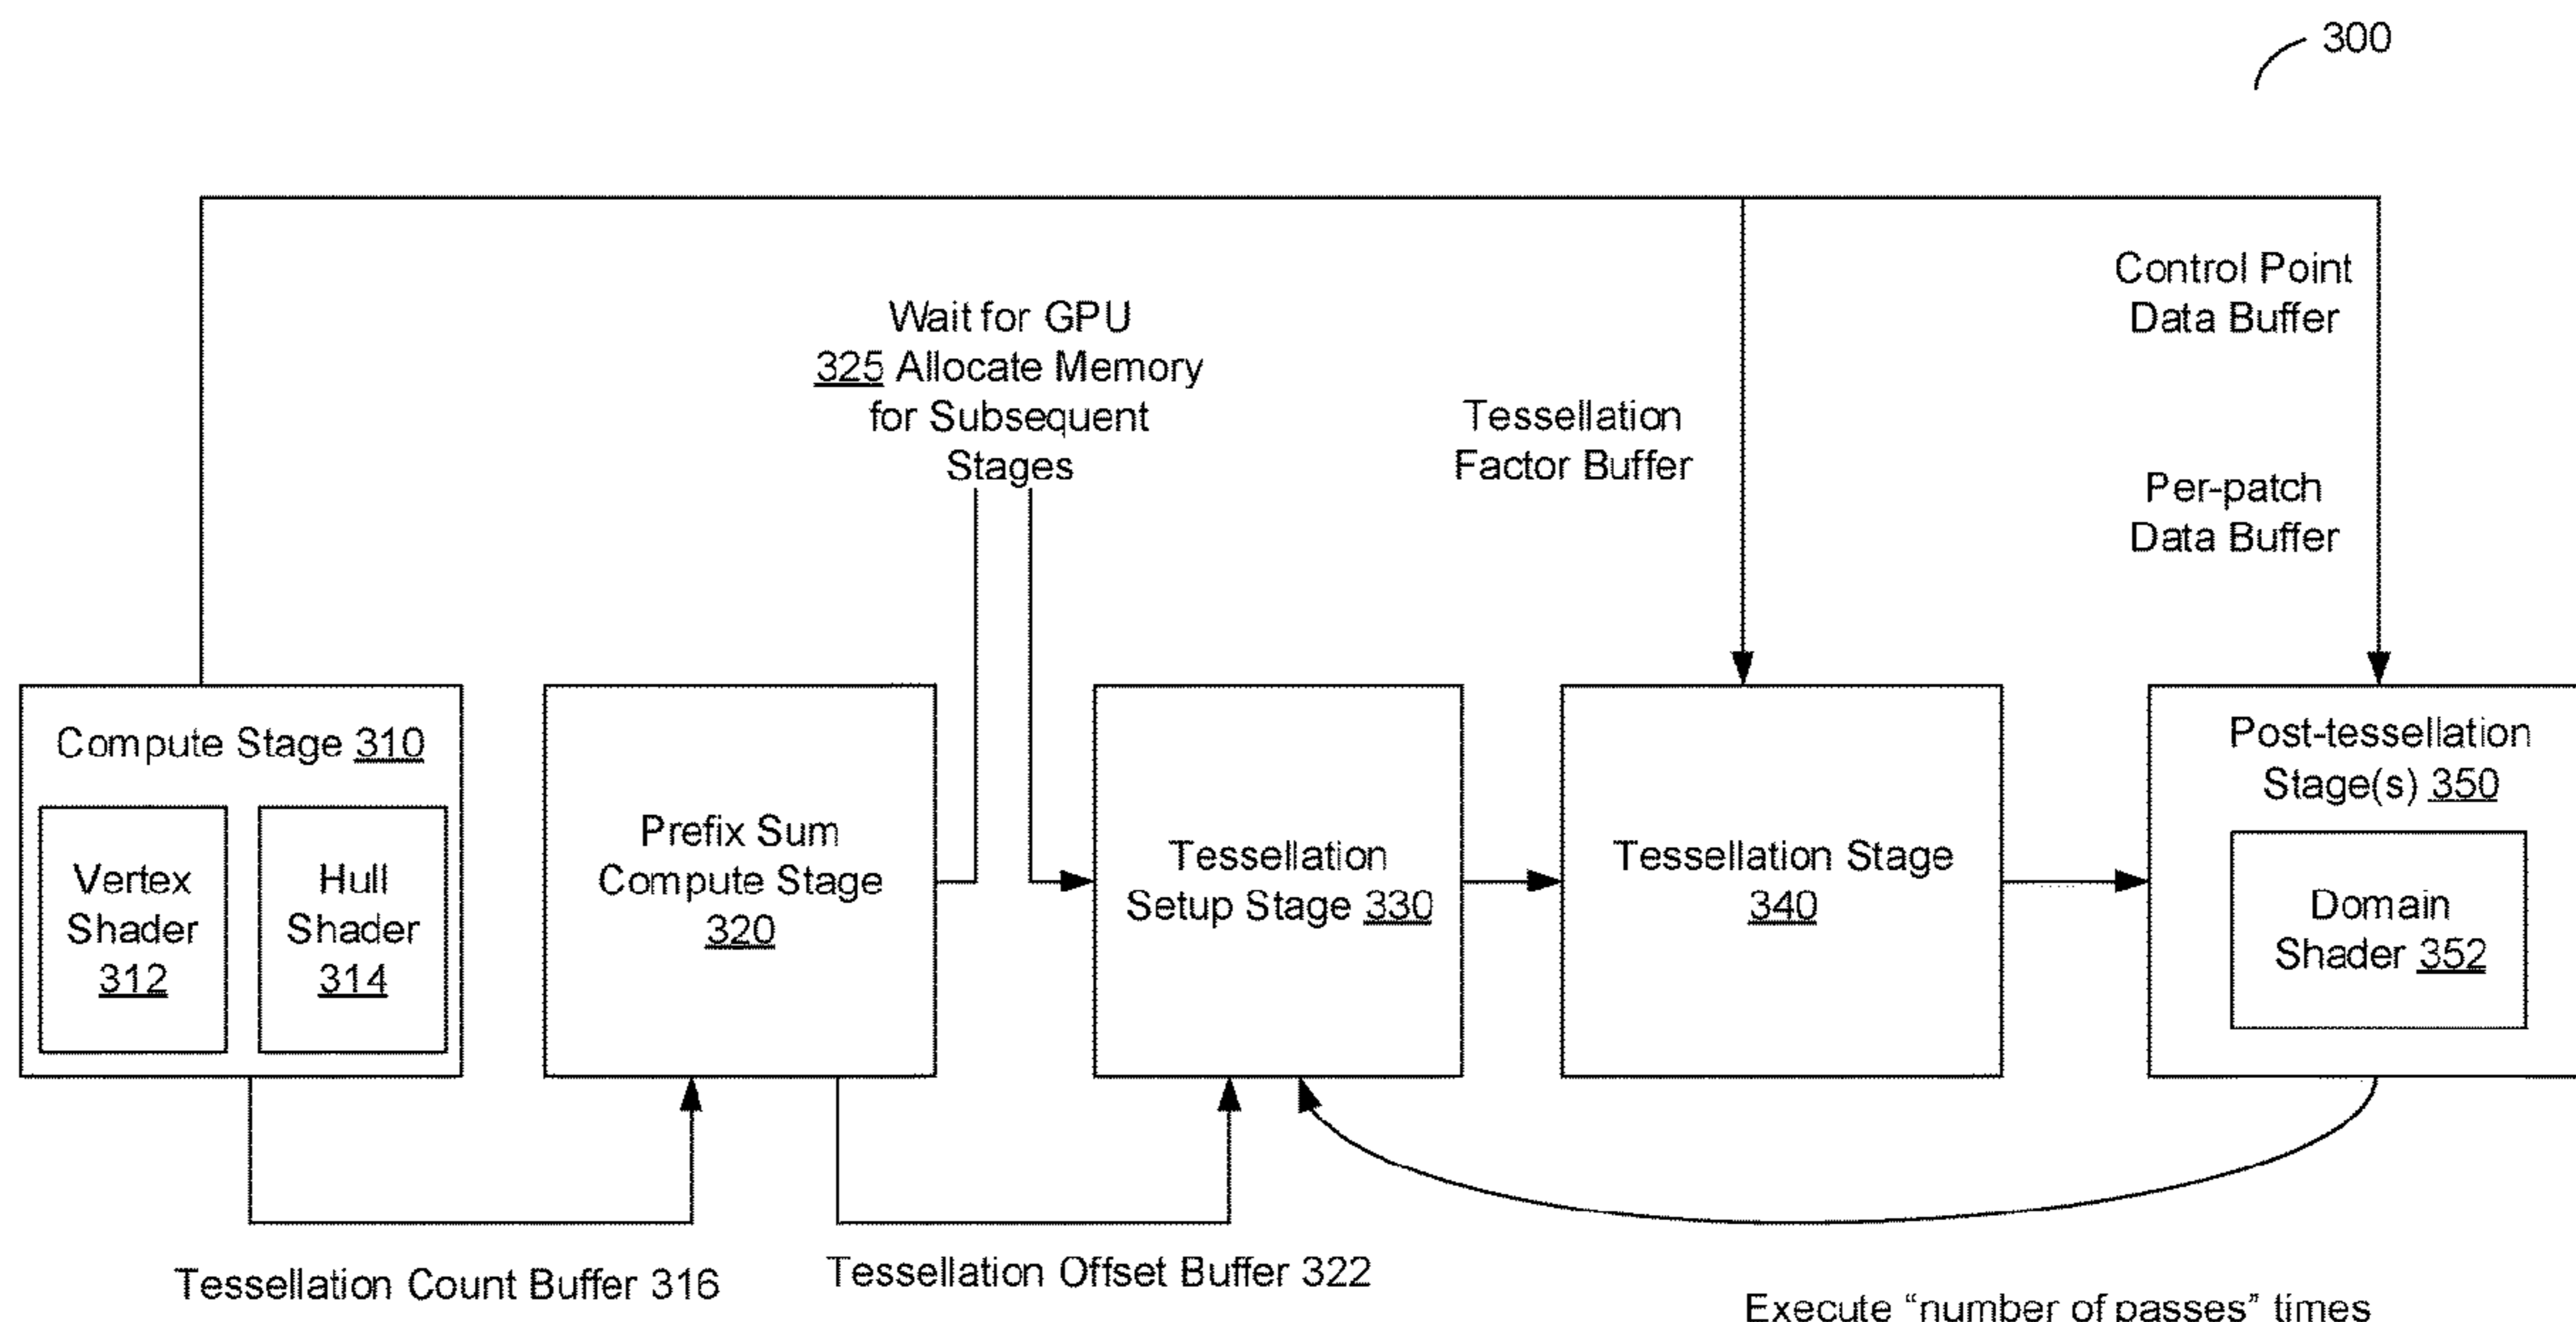 300
Control Point
Data Buffer
Wait for GPU
325 Allocate Memory
for Subsequent
Stages
Tessellation
Factor Buffer
Per-patch
Data Buffer
Compute Stage 310
Vertex
Shader
312
Hull
Shader
314
Prefix Sum
Compute Stage
320
Tessellation
Setup Stage 330
Tessellation Stage
340
Post-tessellation
Stage(s) 350
Domain
Shader 352
Tessellation Count Buffer 316
Tessellation Offset Buffer 322
Execute “number of passes” times